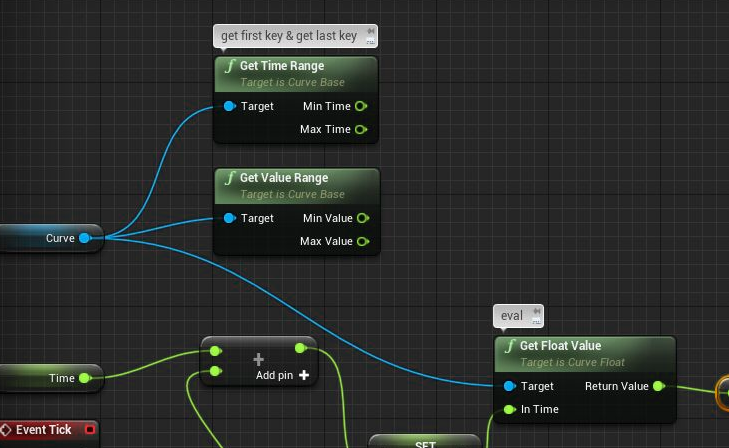 get first key & get last key
f Get Time Range
Target is Curve Base
Target Min Time
Max Time
f Get Value Range
Target is Curve Base
Target Min Value
Max Value
Curve
eval
f Get Float Value
Target is Curve Float
Target Return Value
In Time
Time
+
Add pin +
Event Tick
SET